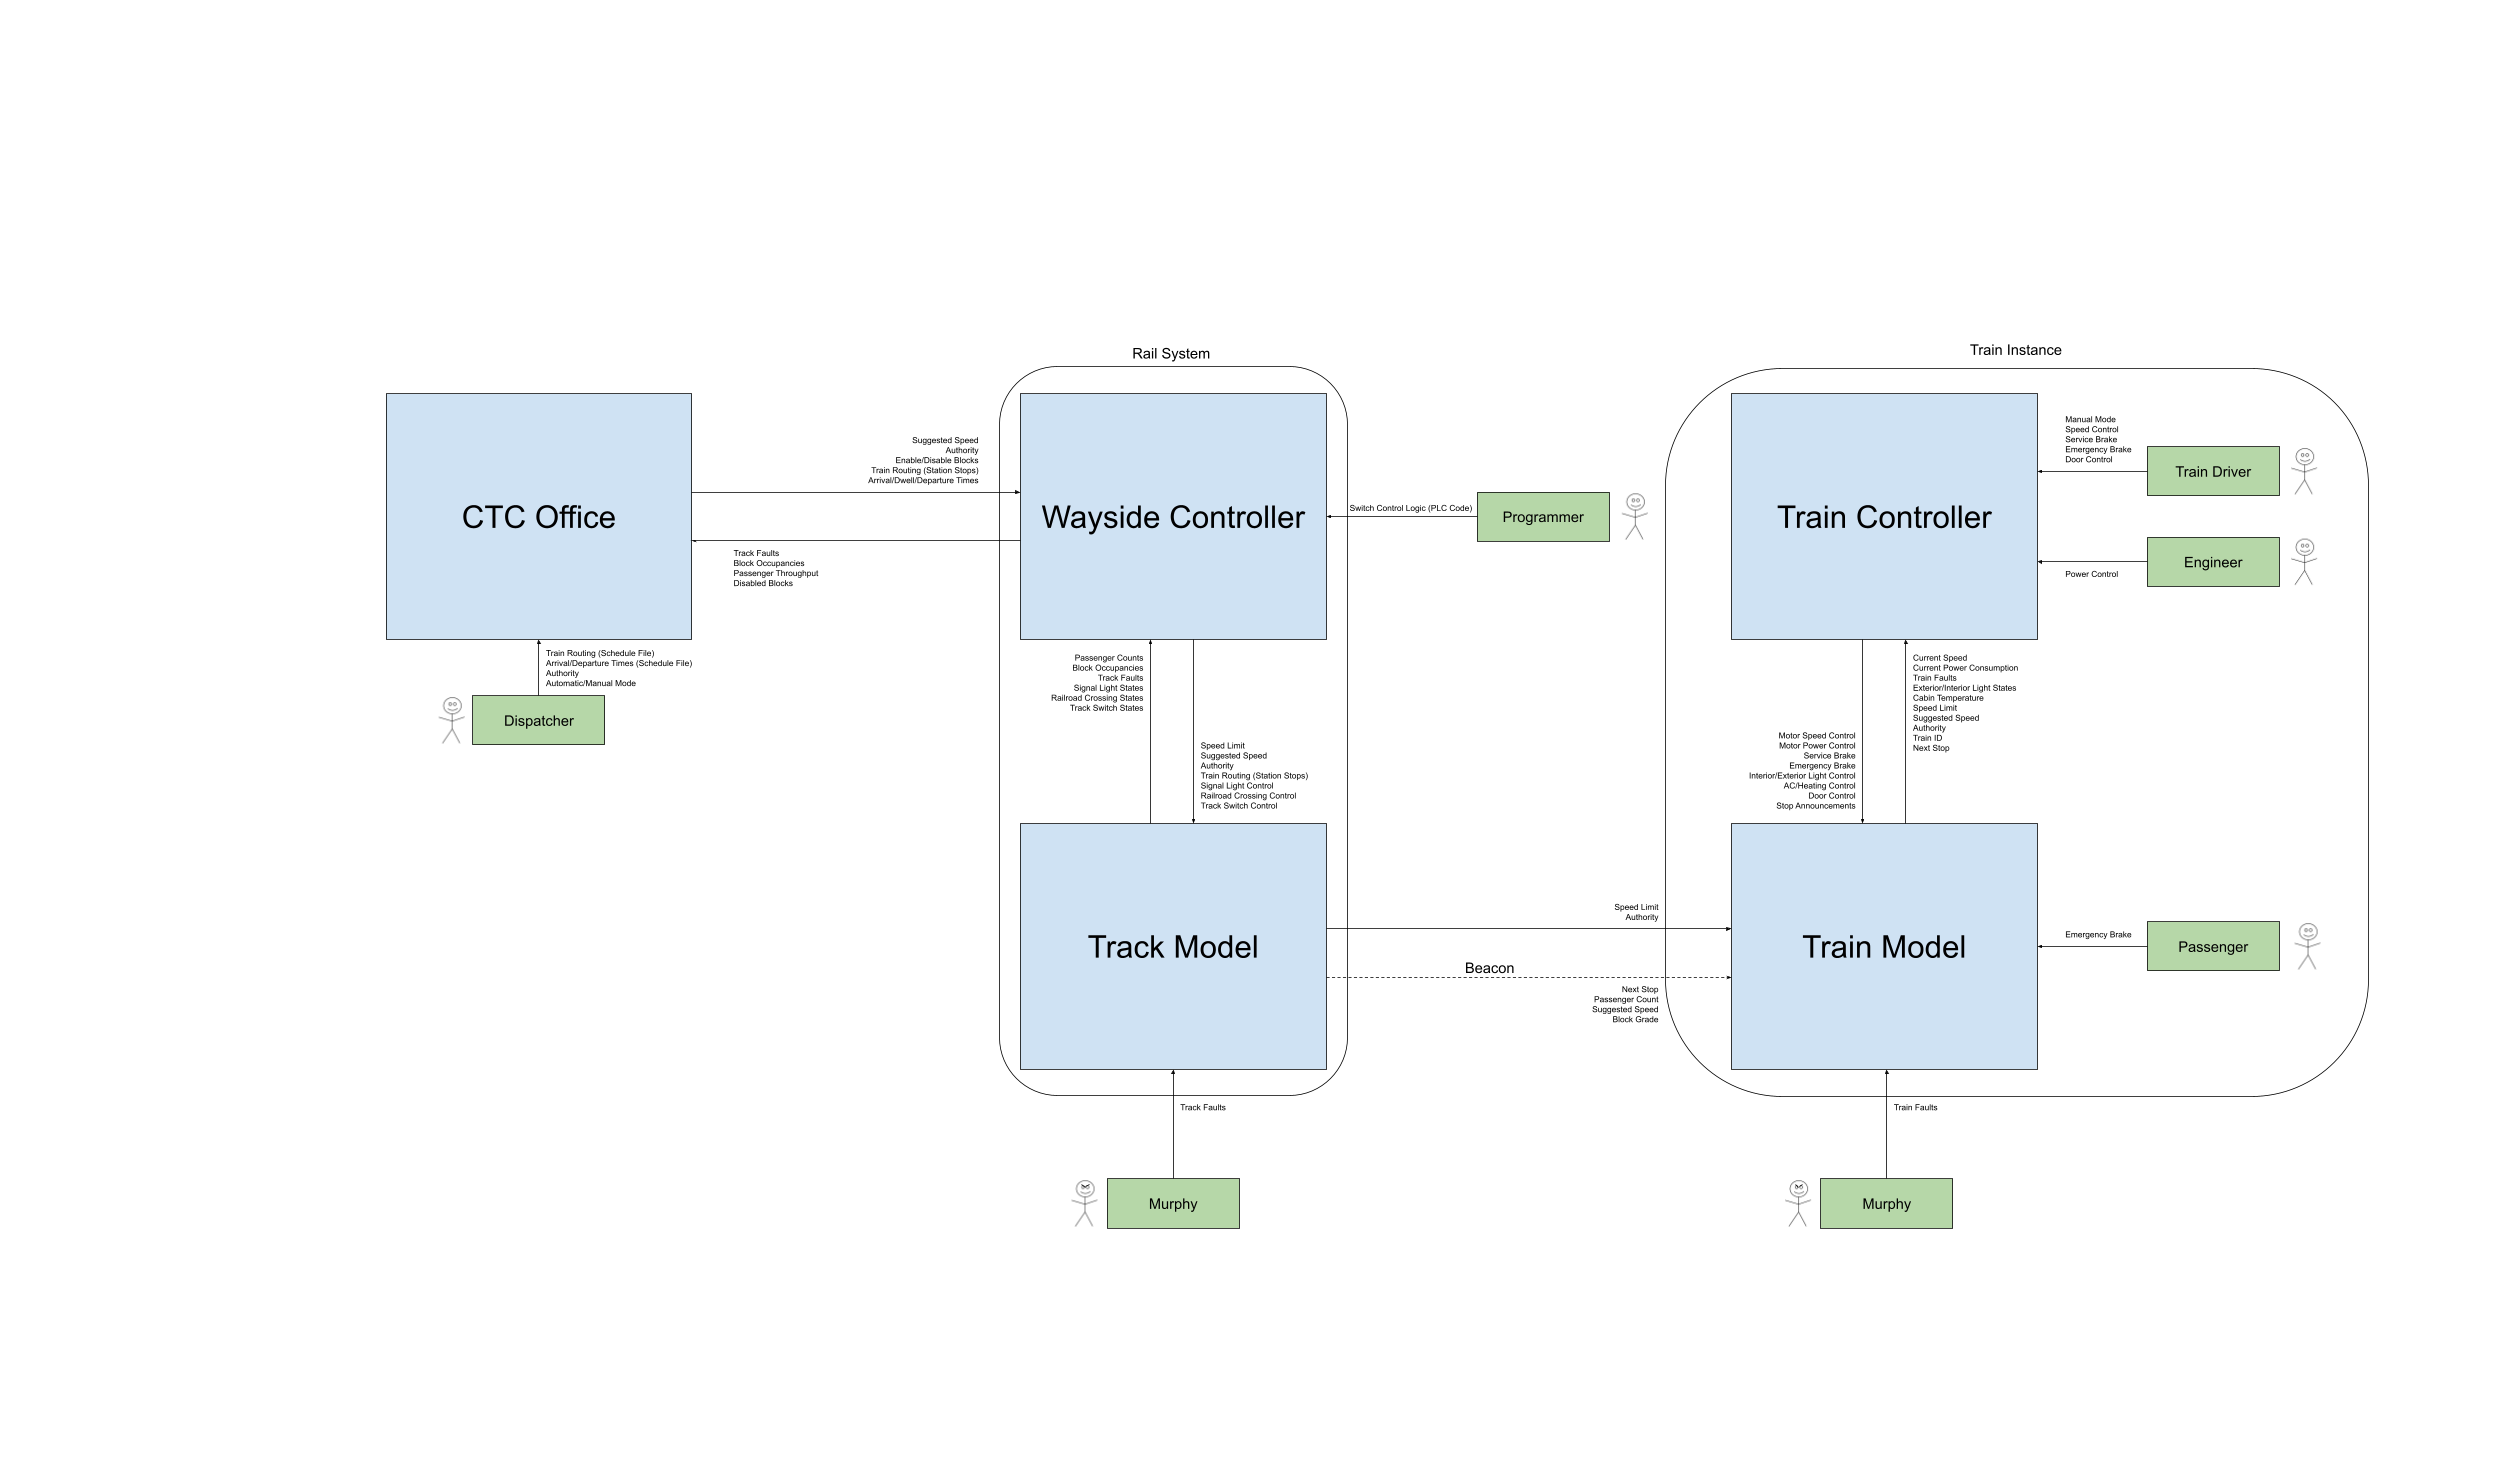 Rail System
Train Instance
CTC Office
Suggested Speed
Authority
Enable/Disable Blocks
Train Routing (Station Stops)
Arrival/Dwell/Departure Times
Track Faults
Block Occupancies
Passenger Throughput
Disabled Blocks
Wayside Controller
Switch Control Logic (PLC Code)
Programmer
Train Controller
Manual Mode
Speed Control
Service Brake
Emergency Brake
Door Control
Train Driver
Power Control
Engineer
Train Routing (Schedule File)
Arrival/Departure Times (Schedule File)
Authority
Automatic/Manual Mode
Dispatcher
Passenger Counts
Block Occupancies
Track Faults
Signal Light States
Railroad Crossing States
Track Switch States
Speed Limit
Suggested Speed
Authority
Train Routing (Station Stops)
Signal Light Control
Railroad Crossing Control
Track Switch Control
Motor Speed Control
Motor Power Control
Service Brake
Emergency Brake
Interior/Exterior Light Control
AC/Heating Control
Door Control
Stop Announcements
Current Speed
Current Power Consumption
Train Faults
Exterior/Interior Light States
Cabin Temperature
Speed Limit
Suggested Speed
Authority
Train ID
Next Stop
Track Model
Speed Limit
Authority
Beacon
Next Stop
Passenger Count
Suggested Speed
Block Grade
Train Model
Emergency Brake
Passenger
Track Faults
Murphy
Train Faults
Murphy